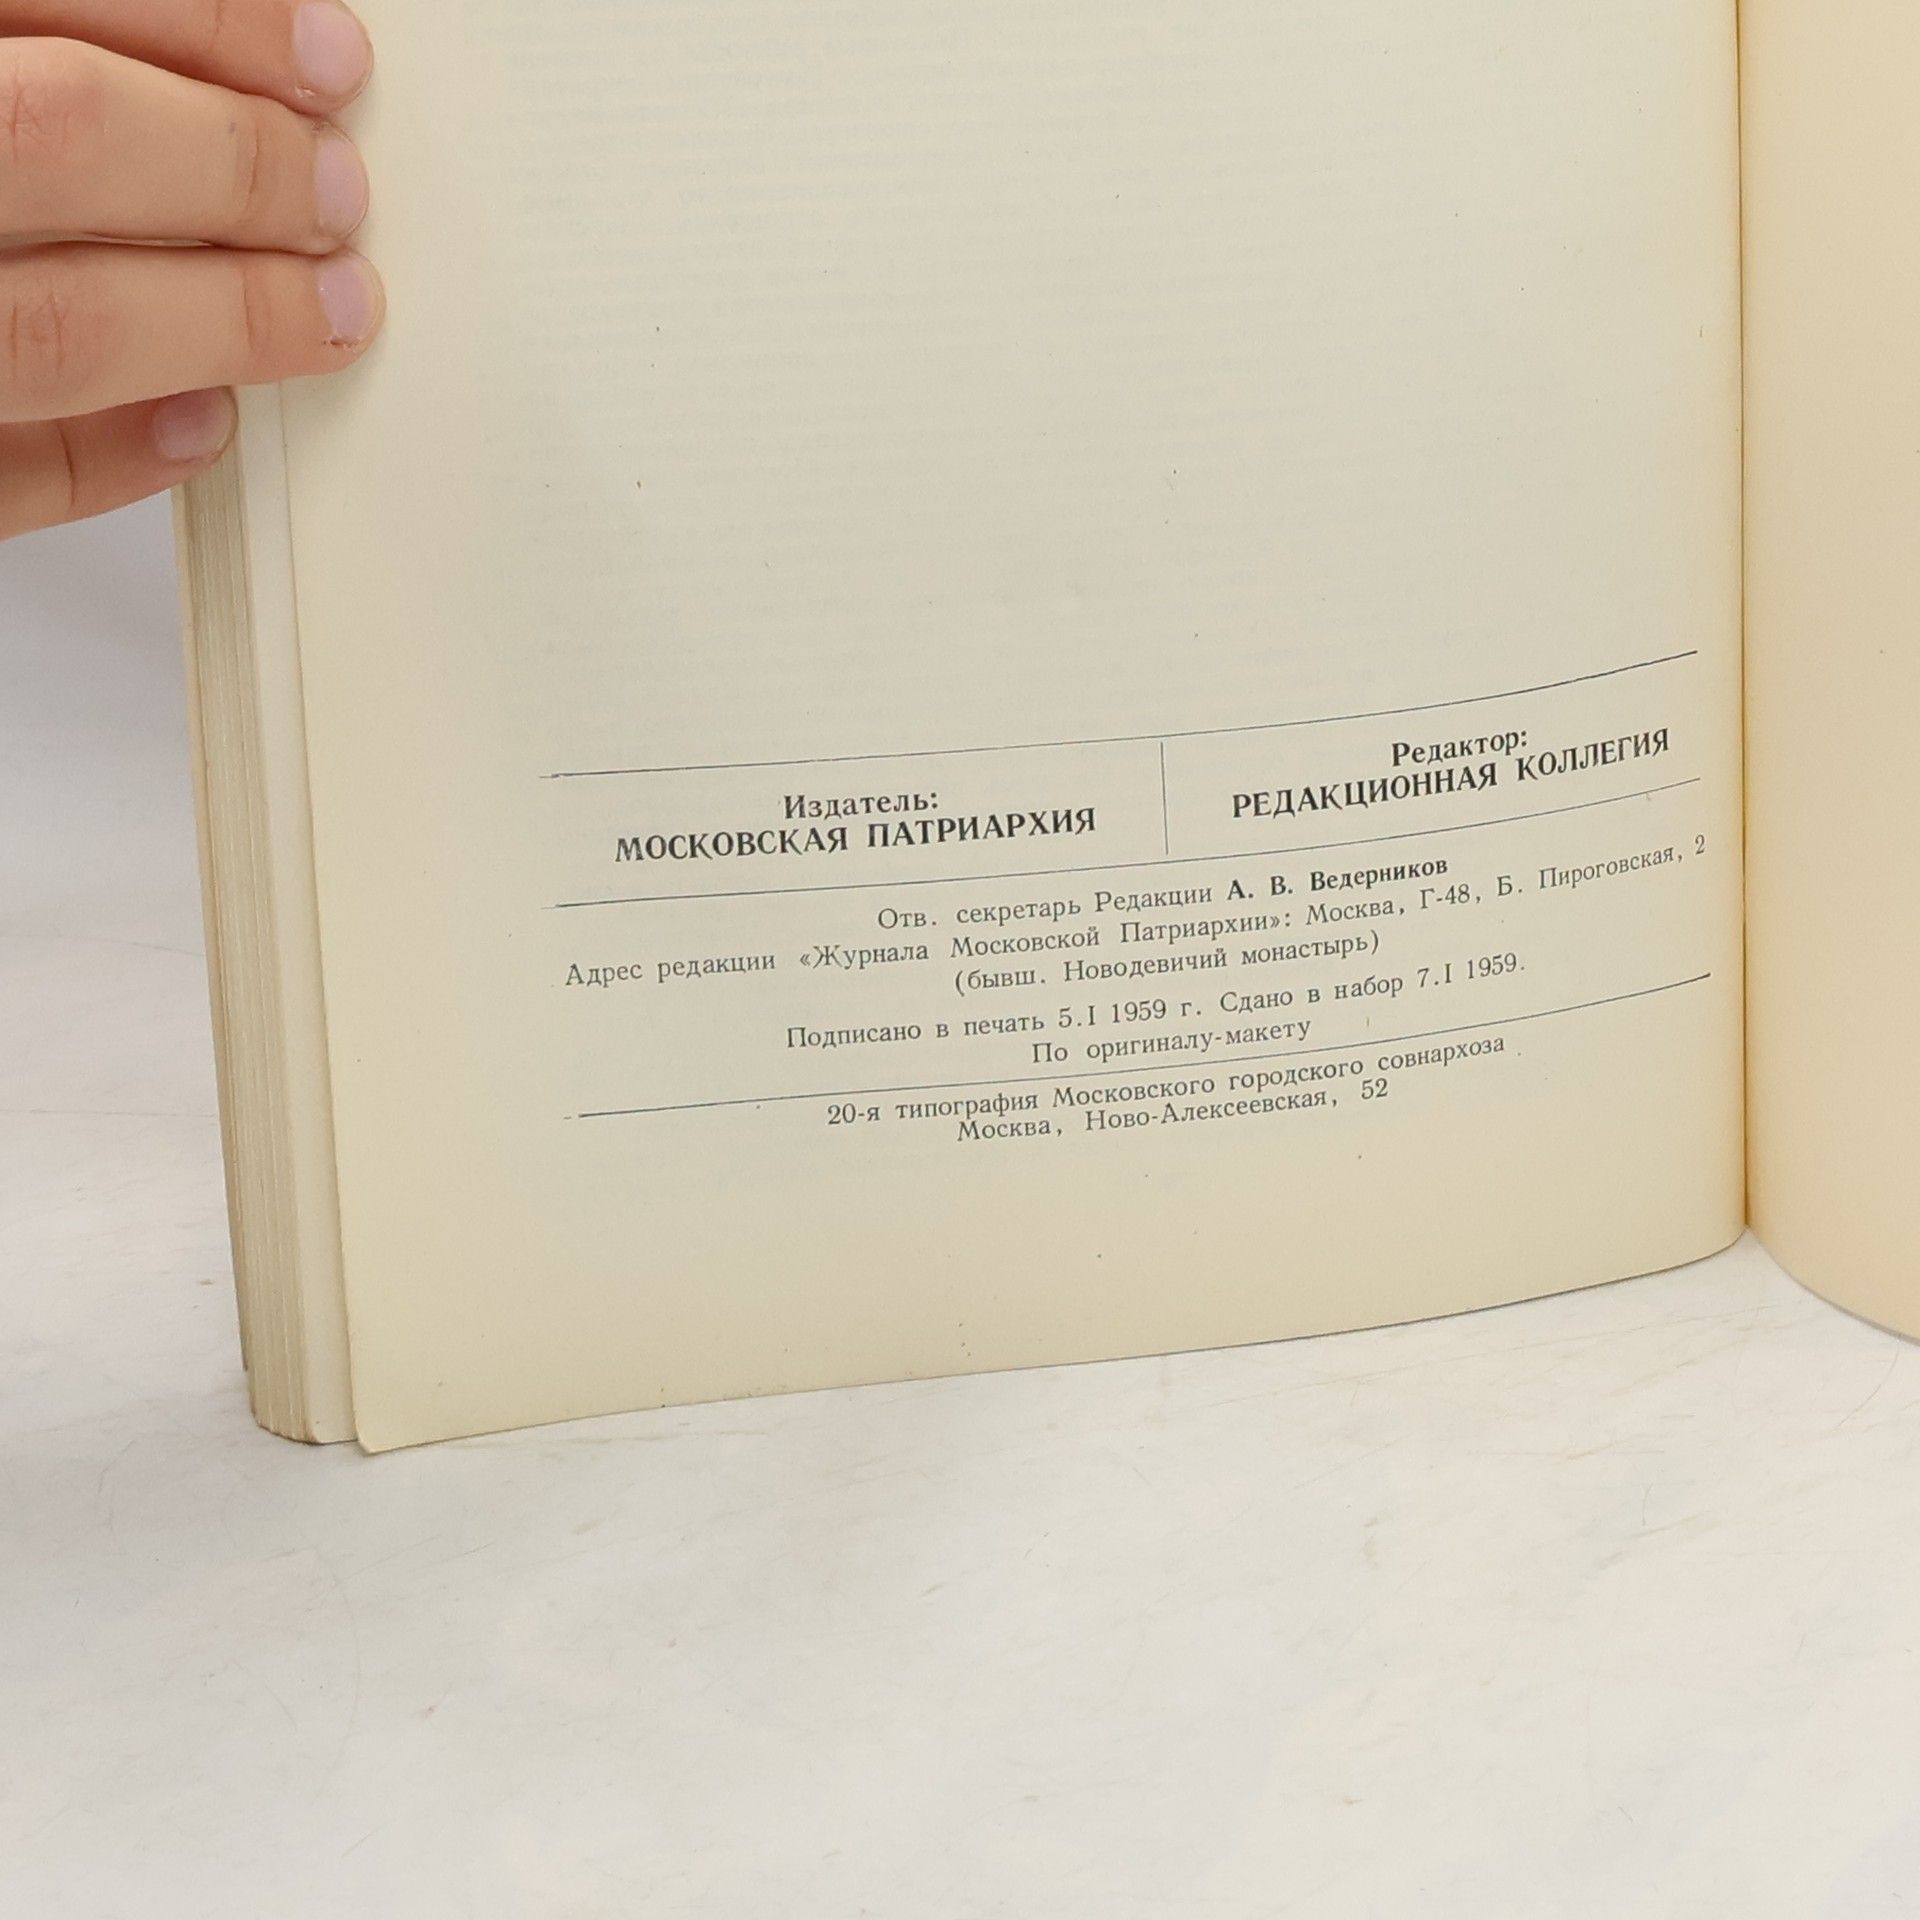 Издатель:
МОСКОВСКАЯ ПАТРИАРХИЯ
Редактор:
РЕДАКЦИОННАЯ КОЛЛЕГИЯ
Отв. секретарь Редакции А. В. Ведерников
Адрес редакции «Журнала Московской Патриархии»: Москва, Г-48, Б. Пироговская, 2
(бывш. Новодевичий монастырь)
Подписано в печать 5.I 1959 г. Сдано в набор 7.I 1959.
По оригиналу-макету
20-я типография Московского городского совнархоза
Москва, Ново-Алексеевская, 52